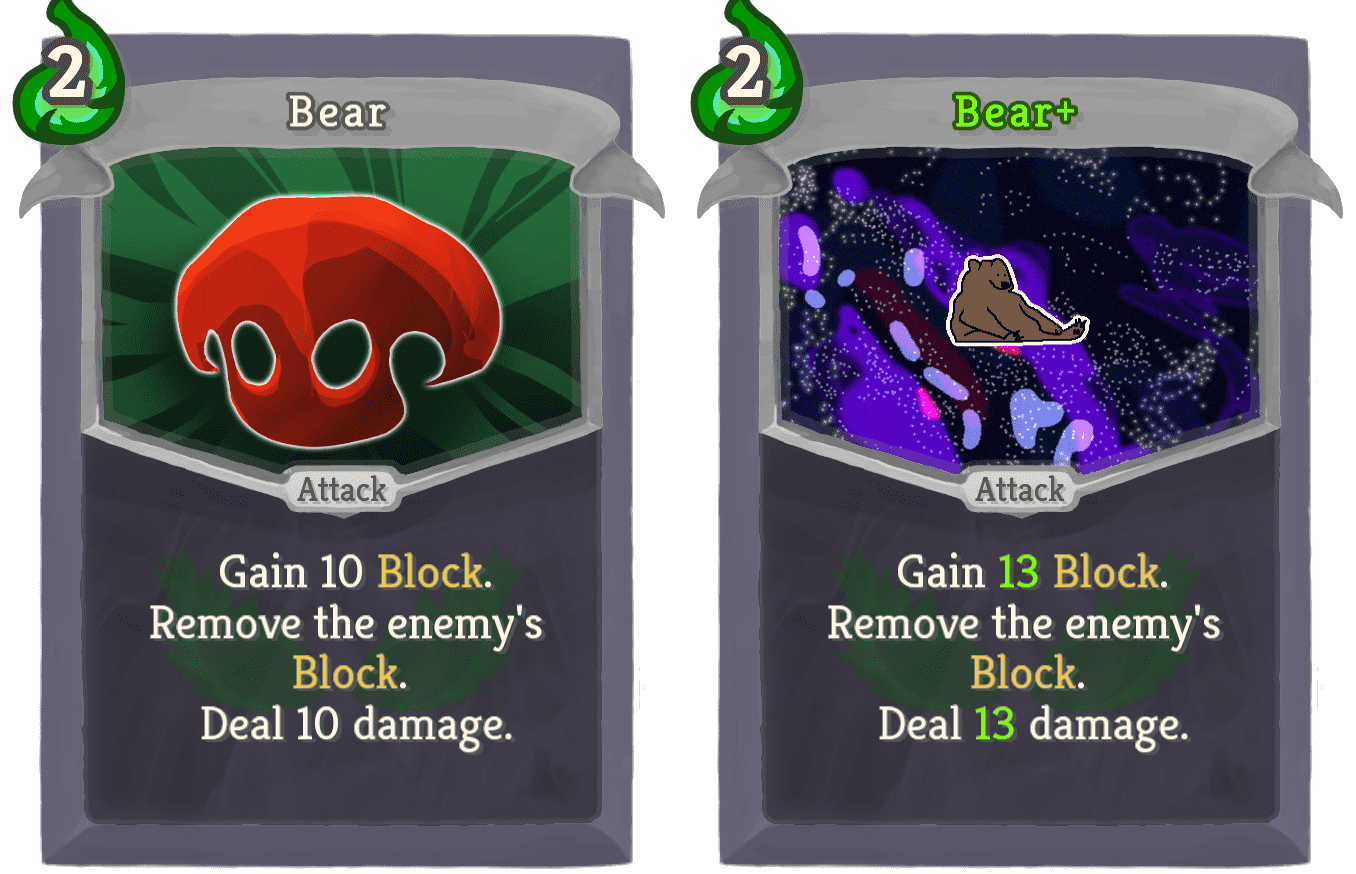 2
Bear
Attack
Gain 10 Block.
Remove the enemy's
Block.
Deal 10 damage.
2
Bear+
Attack
Gain 13 Block.
Remove the enemy's
Block.
Deal 13 damage.